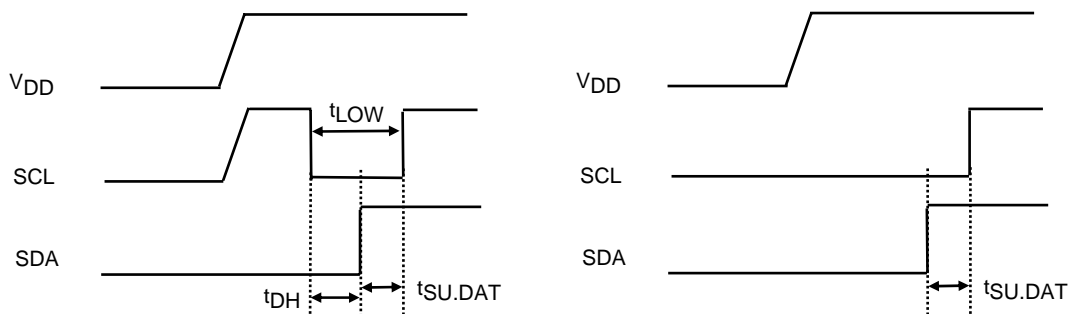 VDD
tLOW
SCL
SDA
tDH
tSU.DAT
VDD
SCL
SDA
tSU.DAT